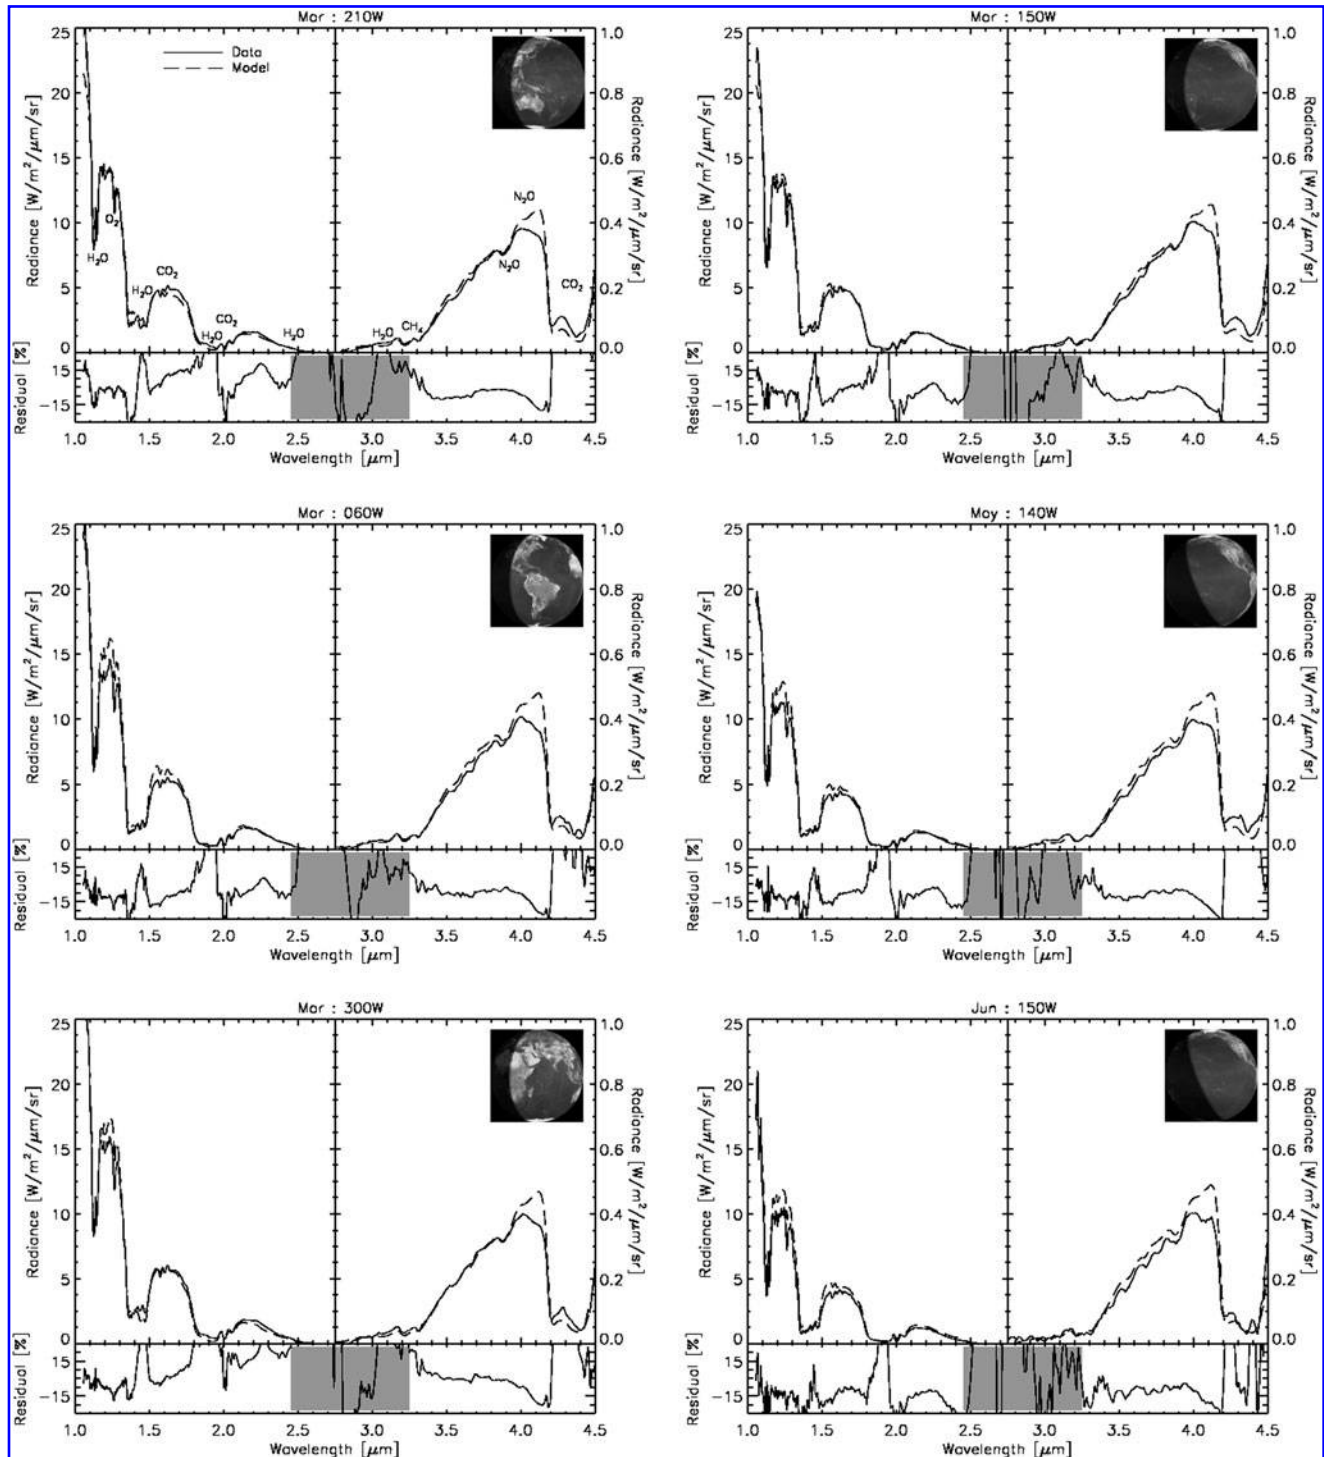 Mar : 210W
Data
Model
H₂O
O₂
H₂O
CO₂
H₂O
CO₂
H₂O
H₂O
CH₄
N₂O
N₂O
CO₂
25
20
15
10
5
0
Radiance [W/m²/μm/sr]
1.0
0.8
0.6
0.4
0.2
0.0
Radiance [W/m²/μm/sr]
15
-15
Residual [%]
1.0 1.5 2.0 2.5 3.0 3.5 4.0 4.5
Wavelength [μm]
Mar : 150W
25
20
15
10
5
0
Radiance [W/m²/μm/sr]
1.0
0.8
0.6
0.4
0.2
0.0
Radiance [W/m²/μm/sr]
15
-15
Residual [%]
1.0 1.5 2.0 2.5 3.0 3.5 4.0 4.5
Wavelength [μm]
Mar : 060W
25
20
15
10
5
0
Radiance [W/m²/μm/sr]
1.0
0.8
0.6
0.4
0.2
0.0
Radiance [W/m²/μm/sr]
15
-15
Residual [%]
1.0 1.5 2.0 2.5 3.0 3.5 4.0 4.5
Wavelength [μm]
May : 140W
25
20
15
10
5
0
Radiance [W/m²/μm/sr]
1.0
0.8
0.6
0.4
0.2
0.0
Radiance [W/m²/μm/sr]
15
-15
Residual [%]
1.0 1.5 2.0 2.5 3.0 3.5 4.0 4.5
Wavelength [μm]
Mar : 300W
25
20
15
10
5
0
Radiance [W/m²/μm/sr]
1.0
0.8
0.6
0.4
0.2
0.0
Radiance [W/m²/μm/sr]
15
-15
Residual [%]
1.0 1.5 2.0 2.5 3.0 3.5 4.0 4.5
Wavelength [μm]
Jun : 150W
25
20
15
10
5
0
Radiance [W/m²/μm/sr]
1.0
0.8
0.6
0.4
0.2
0.0
Radiance [W/m²/μm/sr]
15
-15
Residual [%]
1.0 1.5 2.0 2.5 3.0 3.5 4.0 4.5
Wavelength [μm]